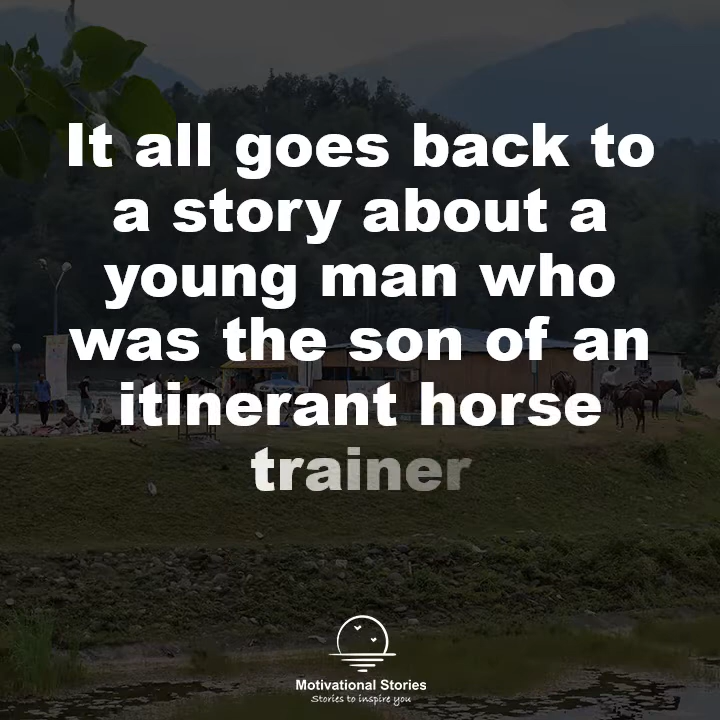 It all goes back to
a story about a
young man who
was the son of an
itinerant horse
trainer
Motivational Stories
Stories to inspire you